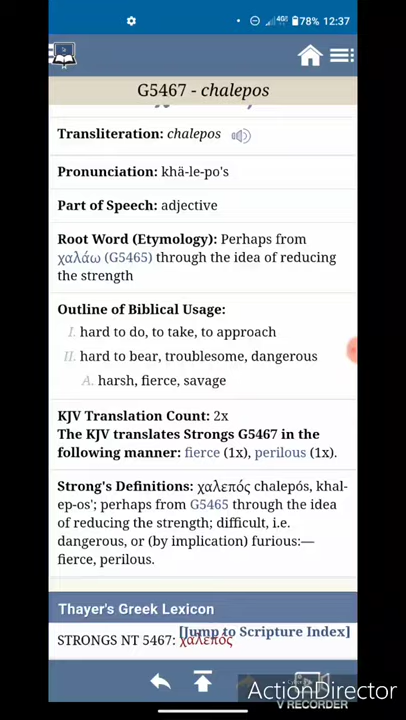 4G 78% 12:37
G5467 - chalepos
Transliteration: chalepos
Pronunciation: khä-le-po's
Part of Speech: adjective
Root Word (Etymology): Perhaps from
χαλάω (G5465) through the idea of reducing
the strength
Outline of Biblical Usage:
I. hard to do, to take, to approach
II. hard to bear, troublesome, dangerous
A. harsh, fierce, savage
KJV Translation Count: 2x
The KJV translates Strongs G5467 in the
following manner: fierce (1x), perilous (1x).
Strong's Definitions: χαλεπός chalepós, khal-
ep-os'; perhaps from G5465 through the idea
of reducing the strength; difficult, i.e.
dangerous, or (by implication) furious:—
fierce, perilous.
Thayer's Greek Lexicon
[Jump to Scripture Index]
STRONGS NT 5467: χαλεπός
ActionDirector
V RECORDER